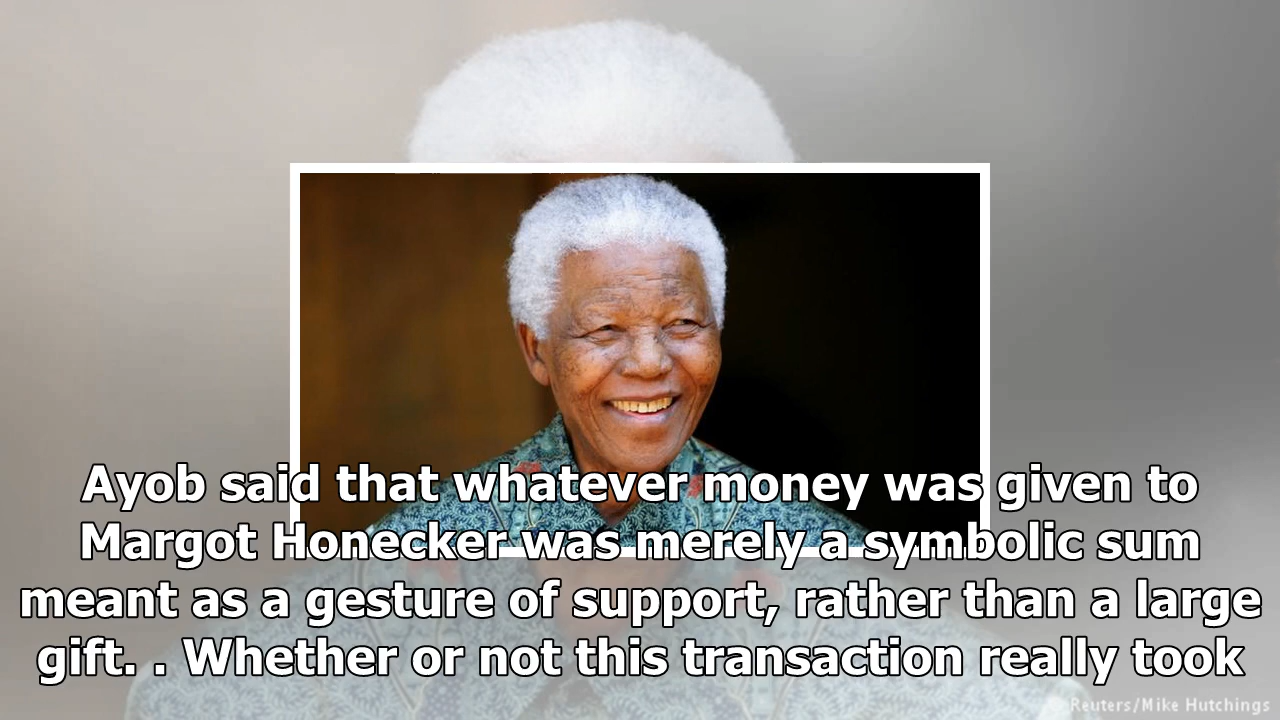 Ayob said that whatever money was given to
Margot Honecker was merely a symbolic sum
meant as a gesture of support, rather than a large
gift. . Whether or not this transaction really took
Reuters/Mike Hutchings